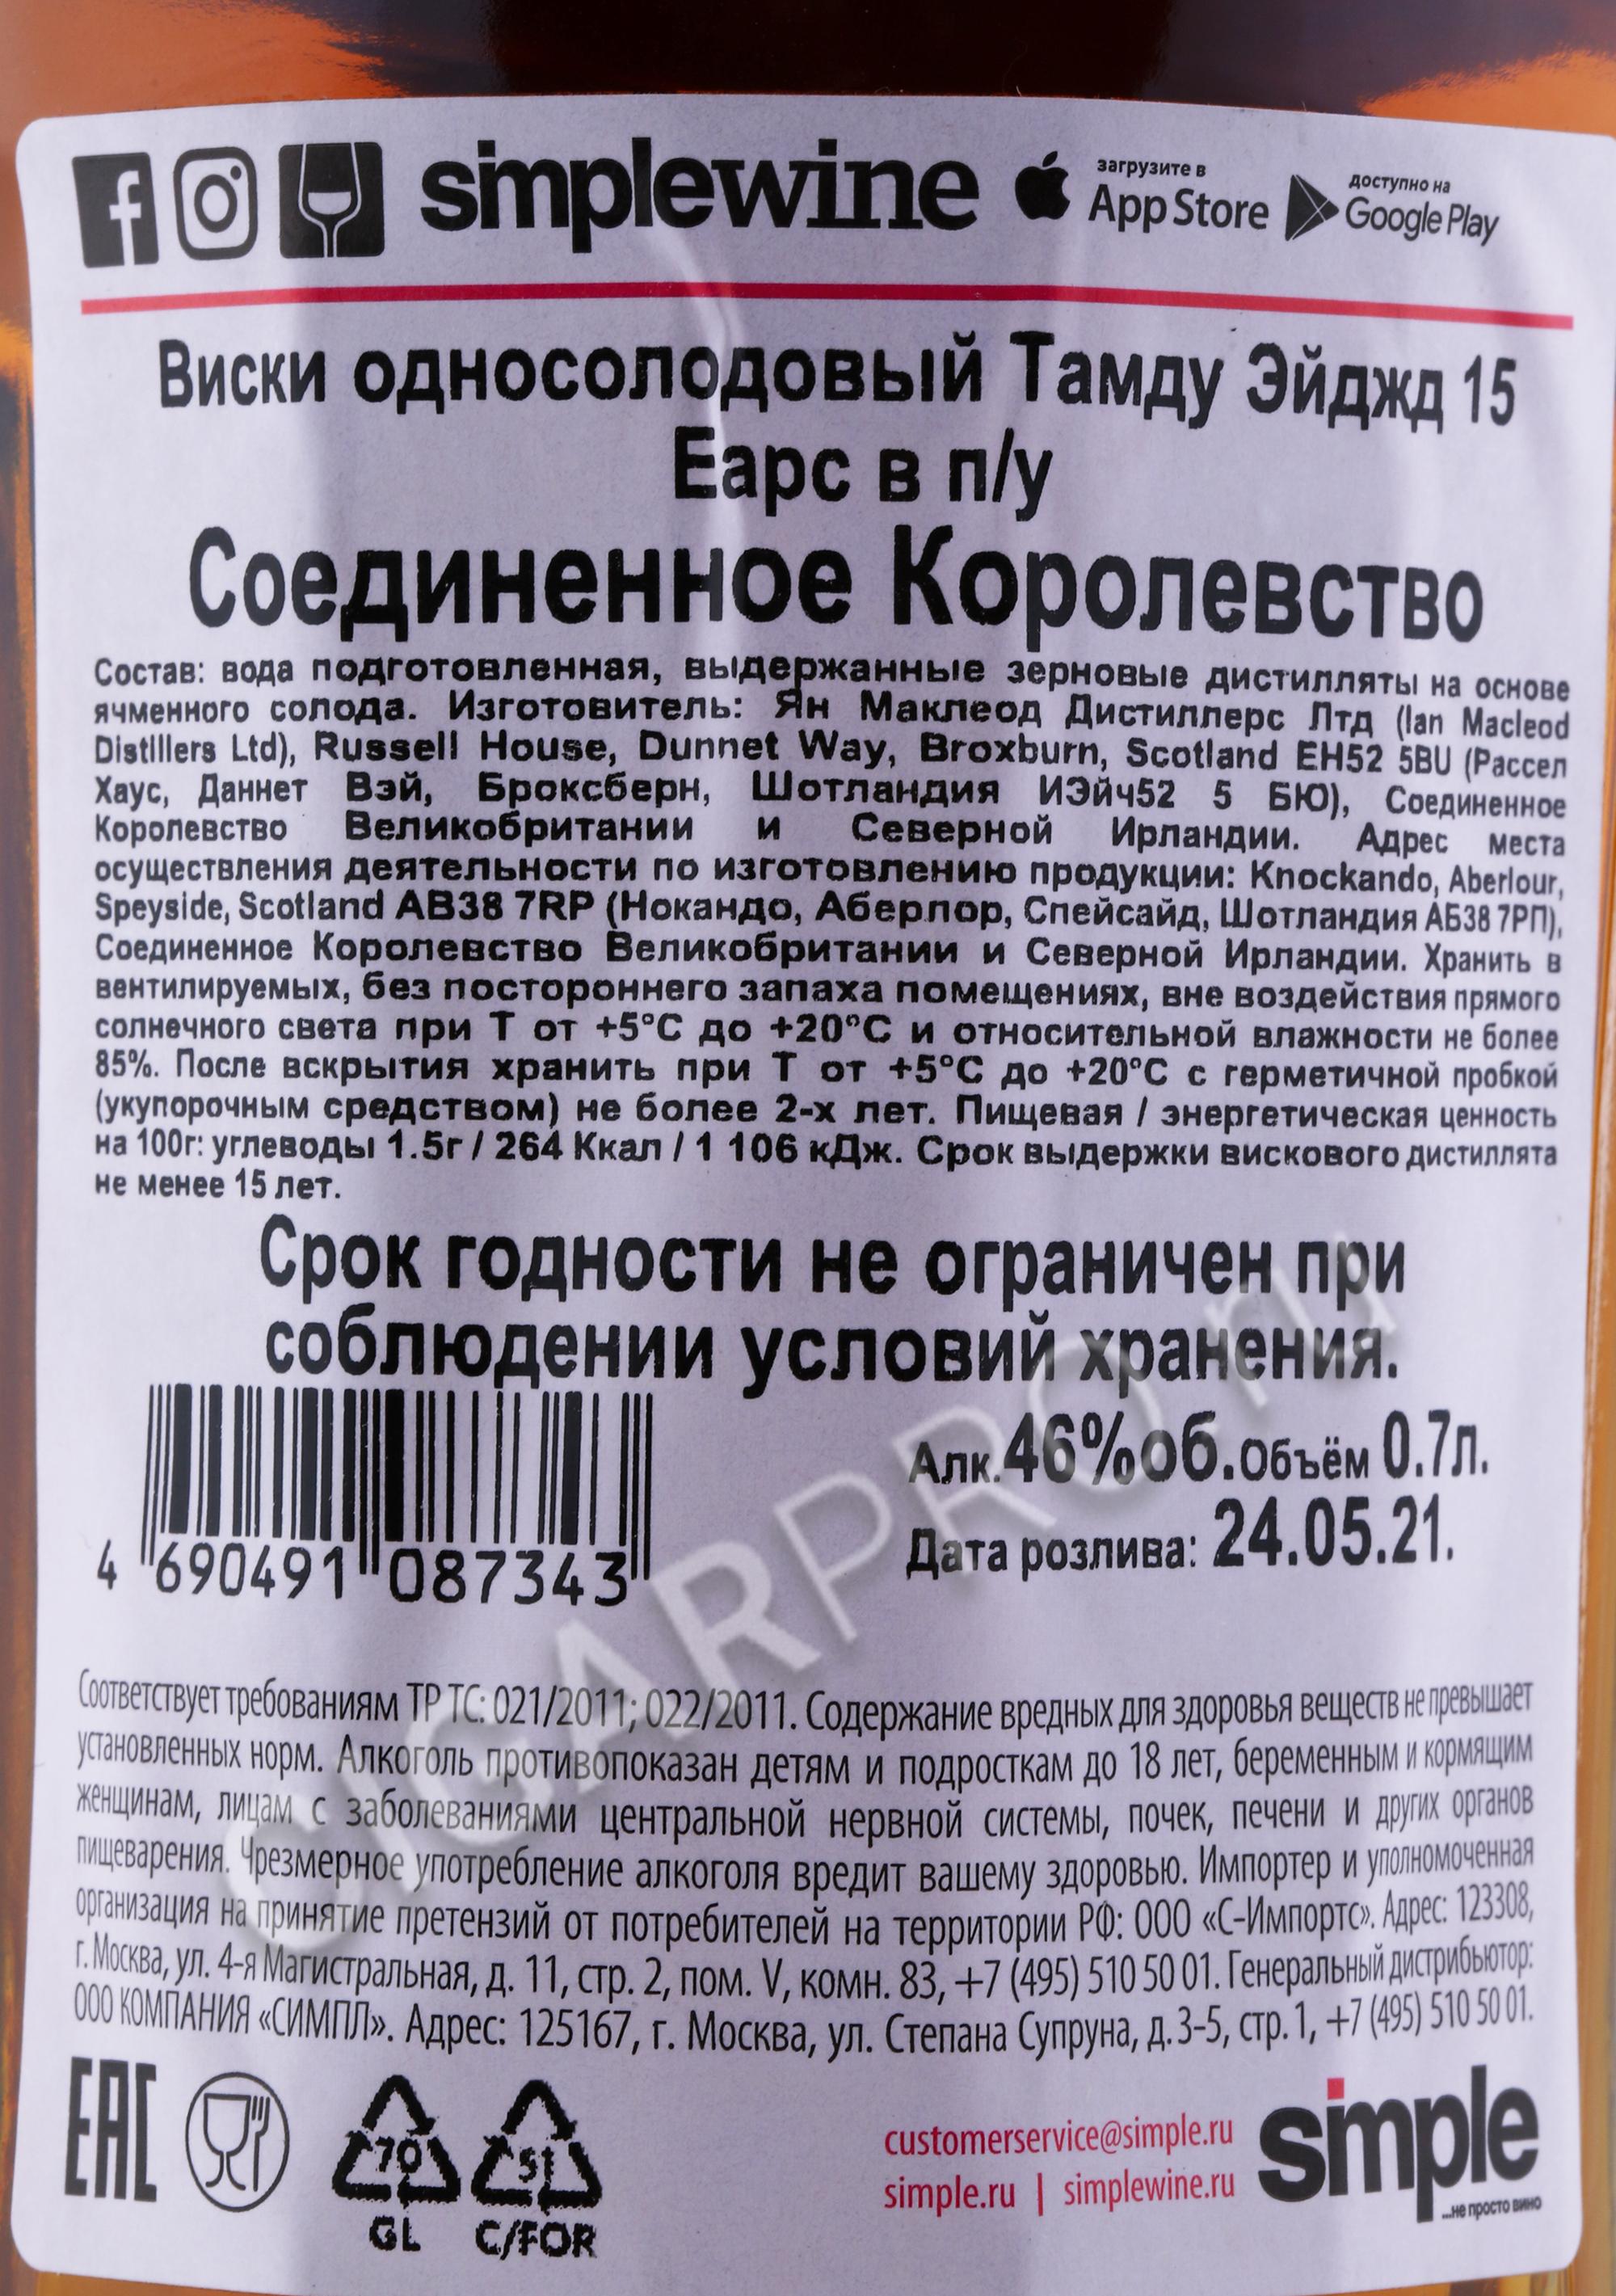 simplewine
загрузите в
App Store
доступно на
Google Play
Виски односолодовый Тамду Эйджд 15
Еарс в п/у
Соединенное Королевство
Состав: вода подготовленная, выдержанные зерновые дистилляты на основе
ячменного солода. Изготовитель: Ян Маклеод Дистиллерс Лтд (Ian Macleod
Distillers Ltd), Russell House, Dunnet Way, Broxburn, Scotland EH52 5BU (Рассел
Хаус, Даннет Вэй, Броксберн, Шотландия ИЭйч52 5 БЮ), Соединенное
Королевство Великобритании и Северной Ирландии. Адрес места
осуществления деятельности по изготовлению продукции: Knockando, Aberlour,
Speyside, Scotland AB38 7RP (Нокандо, Аберлор, Спейсайд, Шотландия АБ38 7РП),
Соединенное Королевство Великобритании и Северной Ирландии. Хранить в
вентилируемых, без постороннего запаха помещениях, вне воздействия прямого
солнечного света при Т от +5°С до +20°С и относительной влажности не более
85%. После вскрытия хранить при Т от +5°С до +20°С с герметичной пробкой
(укупорочным средством) не более 2-х лет. Пищевая / энергетическая ценность
на 100г: углеводы 1.5г / 264 Ккал / 1 106 кДж. Срок выдержки вискового дистиллята
не менее 15 лет.
Срок годности не ограничен при
соблюдении условий хранения.
Алк.46%об.Объём 0.7л.
Дата розлива: 24.05.21.
4 690491 087343
CIGARPRO.ru
Соответствует требованиям ТР ТС: 021/2011; 022/2011. Содержание вредных для здоровья веществ не превышает
установленных норм. Алкоголь противопоказан детям и подросткам до 18 лет, беременным и кормящим
женщинам, лицам с заболеваниями центральной нервной системы, почек, печени и других органов
пищеварения. Чрезмерное употребление алкоголя вредит вашему здоровью. Импортер и уполномоченная
организация на принятие претензий от потребителей на территории РФ: ООО «С-Импортс». Адрес: 123308,
г. Москва, ул. 4-я Магистральная, д. 11, стр. 2, пом. V, комн. 83, +7 (495) 510 50 01. Генеральный дистрибьютор:
ООО КОМПАНИЯ «СИМПЛ». Адрес: 125167, г. Москва, ул. Степана Супруна, д. 3-5, стр. 1, +7 (495) 510 50 01.
EAC
70
GL
51
C/FOR
customerservice@simple.ru
simple.ru | simplewine.ru
simple
...не просто вино